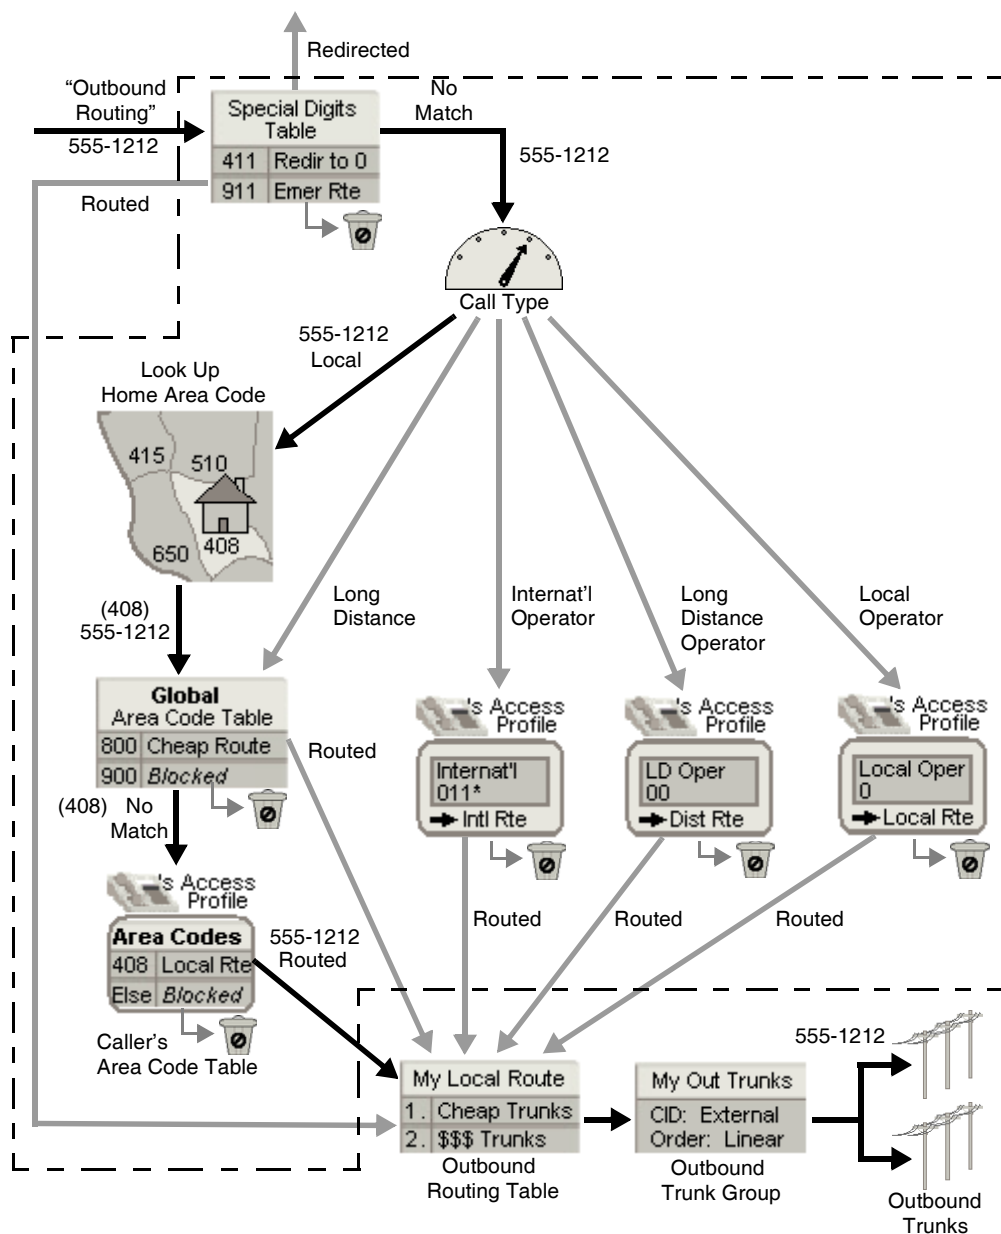 Redirected
“Outbound
Routing”
555-1212
Routed
Special Digits
Table
411 Redir to 0
911 Emer Rte
No
Match
555-1212
Call Type
555-1212
Local
Look Up
Home Area Code
415
510
650
408
(408)
555-1212
Long
Distance
Internat'l
Operator
Long
Distance
Operator
Local
Operator
Global
Area Code Table
800 Cheap Route
900 Blocked
Routed
(408) No
Match
's Access
Profile
Internat'l
011*
Intl Rte
's Access
Profile
LD Oper
00
Dist Rte
's Access
Profile
Local Oper
0
Local Rte
's Access
Profile
Area Codes
408 Local Rte
Else Blocked
Caller's
Area Code Table
555-1212
Routed
Routed
Routed
Routed
My Local Route
1. Cheap Trunks
2. $$$ Trunks
Outbound
Routing Table
My Out Trunks
CID: External
Order: Linear
Outbound
Trunk Group
555-1212
Outbound
Trunks